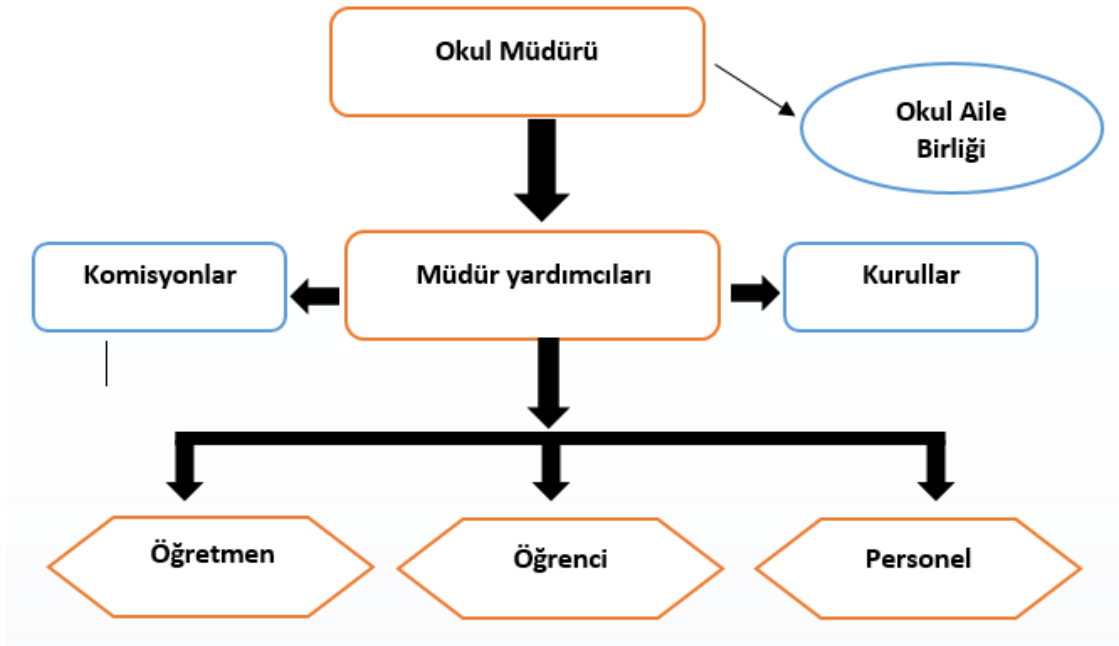 Okul Müdürü
Okul Aile
Birliği
Komisyonlar
Müdür yardımcıları
Kurullar
Öğretmen
Öğrenci
Personel